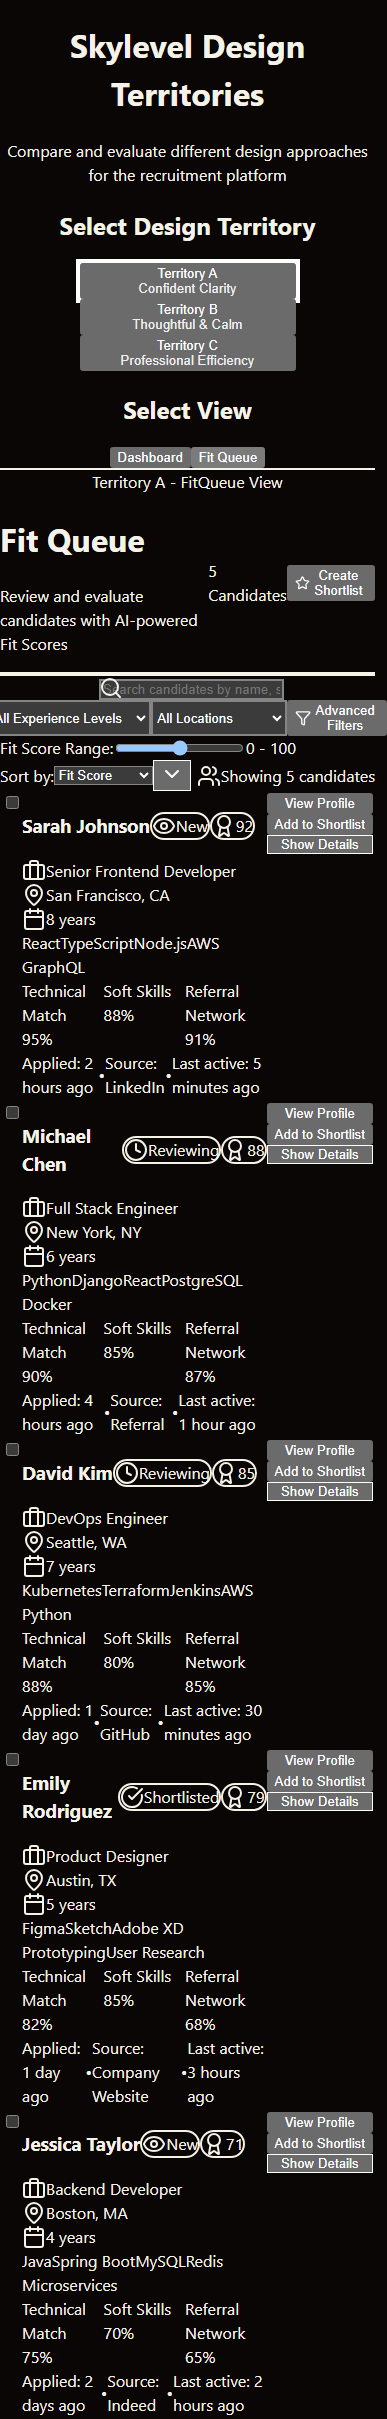 Skylevel Design
Territories
Compare and evaluate different design approaches
for the recruitment platform
Select Design Territory
Territory A
Confident Clarity
Territory B
Thoughtful & Calm
Territory C
Professional Efficiency
Select View
Dashboard Fit Queue
Territory A - FitQueue View
Fit Queue
Review and evaluate
candidates with AI-powered
Fit Scores
5
Candidates
Create
Shortlist
Search candidates by name, s
All Experience Levels All Locations
Advanced
Filters
Fit Score Range: 0 - 100
Sort by: Fit Score Showing 5 candidates
Sarah Johnson New 92
View Profile
Add to Shortlist
Show Details
Senior Frontend Developer
San Francisco, CA
8 years
ReactTypeScriptNode.jsAWS
GraphQL
Technical Soft Skills Referral
Match 88% Network
95% 91%
Applied: 2 Source: Last active: 5
hours ago • LinkedIn • minutes ago
Michael
Chen
Reviewing 88
View Profile
Add to Shortlist
Show Details
Full Stack Engineer
New York, NY
6 years
PythonDjangoReactPostgreSQL
Docker
Technical Soft Skills Referral
Match 85% Network
90% 87%
Applied: 4 Source: Last active:
hours ago • Referral • 1 hour ago
David Kim Reviewing 85
View Profile
Add to Shortlist
Show Details
DevOps Engineer
Seattle, WA
7 years
KubernetesTerraformJenkinsAWS
Python
Technical Soft Skills Referral
Match 80% Network
88% 85%
Applied: 1 Source: Last active: 30
day ago • GitHub • minutes ago
Emily
Rodriguez
Shortlisted 79
View Profile
Add to Shortlist
Show Details
Product Designer
Austin, TX
5 years
FigmaSketchAdobe XD
PrototypingUser Research
Technical Soft Skills Referral
Match 85% Network
82% 68%
Applied: Source: Last active:
1 day • Company • 3 hours
ago Website ago
Jessica Taylor New 71
View Profile
Add to Shortlist
Show Details
Backend Developer
Boston, MA
4 years
JavaSpring BootMySQLRedis
Microservices
Technical Soft Skills Referral
Match 70% Network
75% 65%
Applied: 2 Source: Last active: 2
days ago • Indeed • hours ago